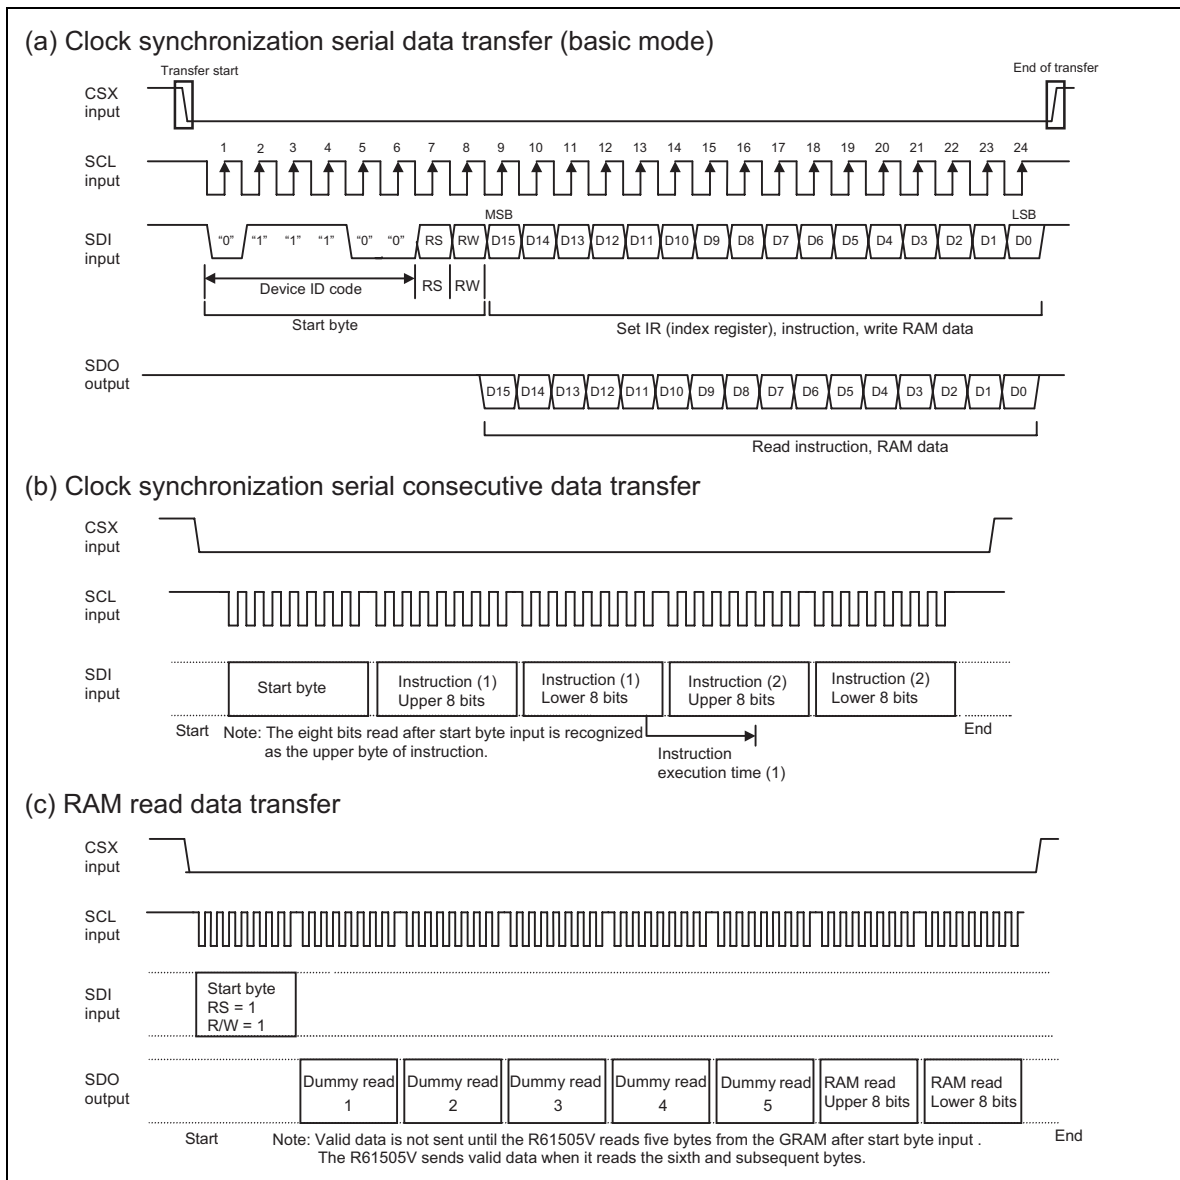 (a) Clock synchronization serial data transfer (basic mode)
Transfer start
End of transfer
CSX
input
1 2 3 4 5 6 7 8 9 10 11 12 13 14 15 16 17 18 19 20 21 22 23 24
SCL
input
MSB
LSB
SDI
input
“0” “1” “1” “1” “0” “0” RS RW D15 D14 D13 D12 D11 D10 D9 D8 D7 D6 D5 D4 D3 D2 D1 D0
Device ID code
RS RW
Start byte
Set IR (index register), instruction, write RAM data
SDO
output
D15 D14 D13 D12 D11 D10 D9 D8 D7 D6 D5 D4 D3 D2 D1 D0
Read instruction, RAM data
(b) Clock synchronization serial consecutive data transfer
CSX
input
SCL
input
SDI
input
Start byte
Instruction (1)
Upper 8 bits
Instruction (1)
Lower 8 bits
Instruction (2)
Upper 8 bits
Instruction (2)
Lower 8 bits
Start
Note: The eight bits read after start byte input is recognized
as the upper byte of instruction.
End
Instruction
execution time (1)
(c) RAM read data transfer
CSX
input
SCL
input
SDI
input
Start byte
RS = 1
R/W = 1
SDO
output
Dummy read
1
Dummy read
2
Dummy read
3
Dummy read
4
Dummy read
5
RAM read
Upper 8 bits
RAM read
Lower 8 bits
Start
Note: Valid data is not sent until the R61505V reads five bytes from the GRAM after start byte input .
The R61505V sends valid data when it reads the sixth and subsequent bytes.
End